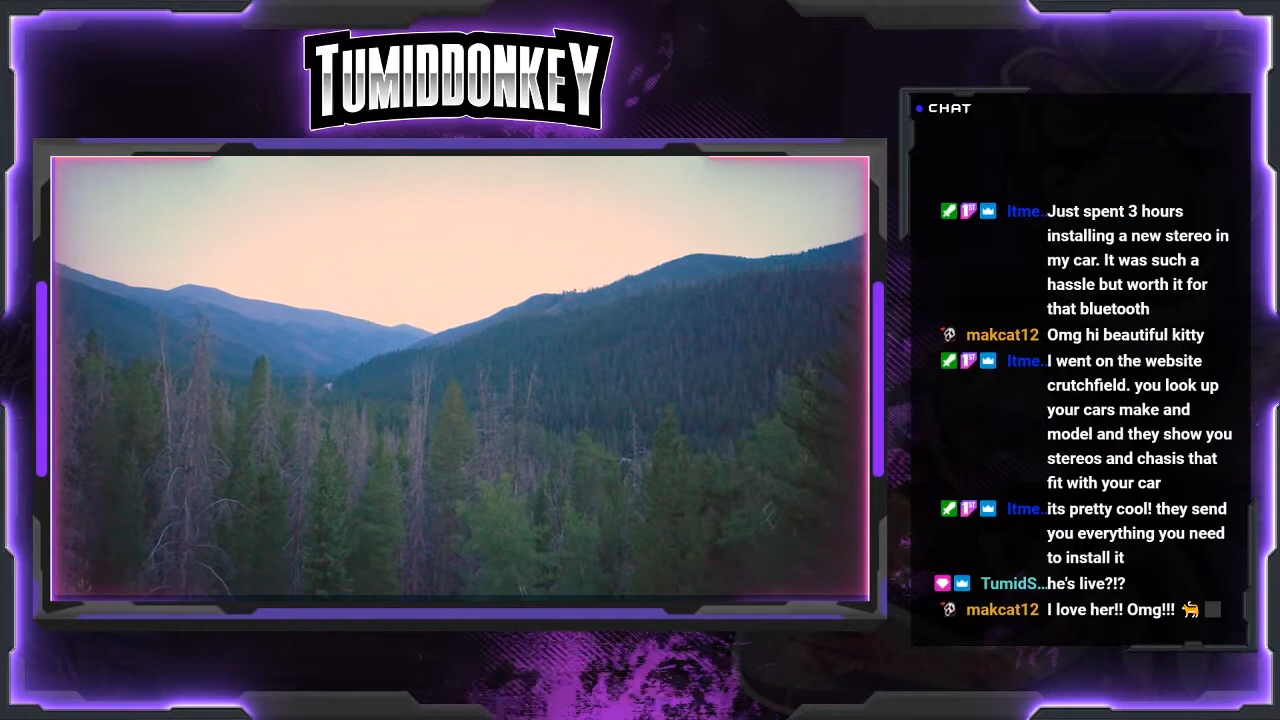 TUMIDDONKEY
CHAT
1ST Itme.. Just spent 3 hours
installing a new stereo in
my car. It was such a
hassle but worth it for
that bluetooth
makcat12 Omg hi beautiful kitty
1ST Itme.. I went on the website
crutchfield. you look up
your cars make and
model and they show you
stereos and chasis that
fit with your car
1ST Itme.. its pretty cool! they send
you everything you need
to install it
TumidS... he's live?!?
makcat12 I love her!! Omg!!! 🐈